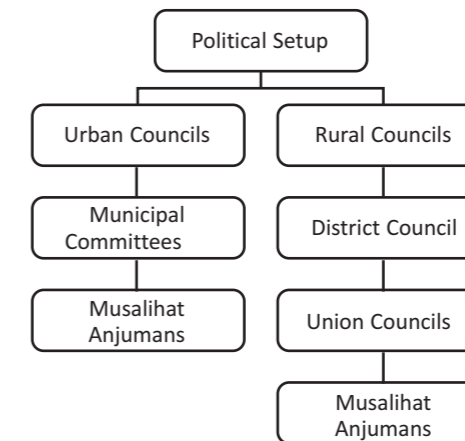 Political Setup
Urban Councils
Rural Councils
Municipal
Committees
District Council
Musalihat
Anjumans
Union Councils
Musalihat
Anjumans